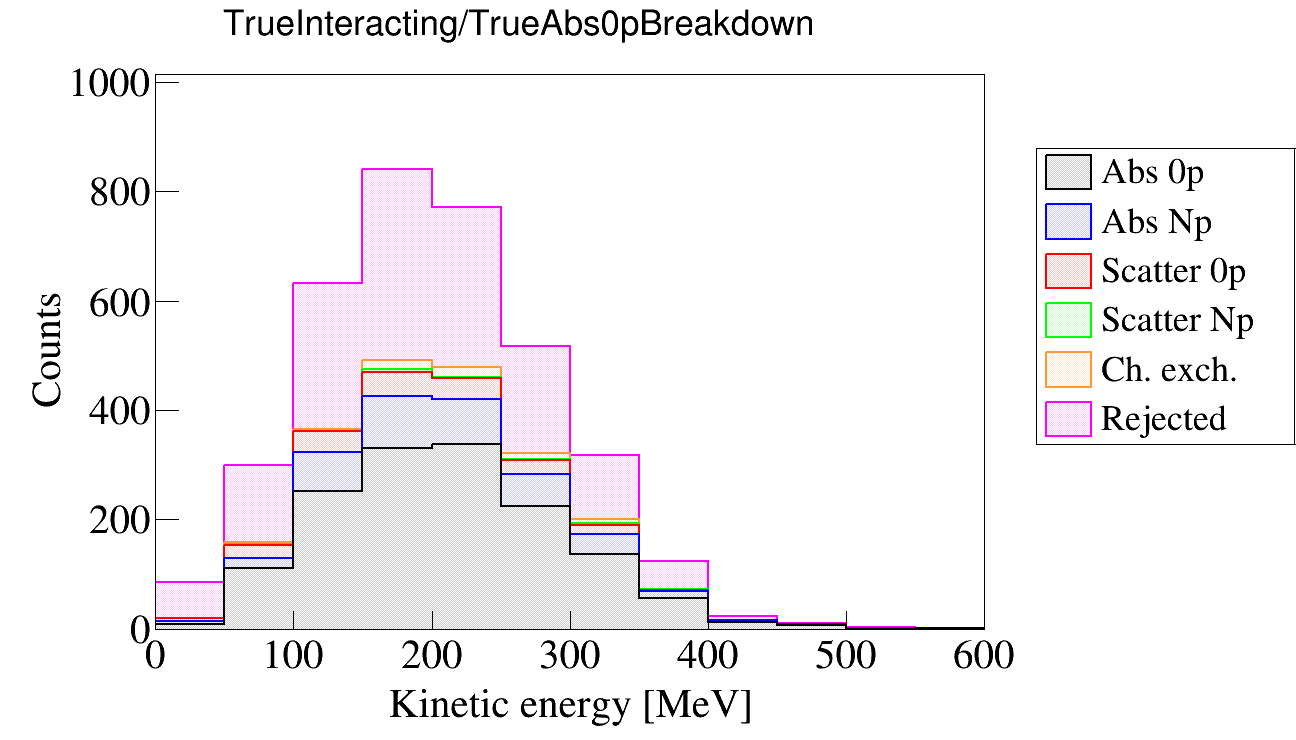 TrueInteracting/TrueAbs0pBreakdown
1000
800
600
400
200
0
Counts
0 100 200 300 400 500 600
Kinetic energy [MeV]
Abs 0p
Abs Np
Scatter 0p
Scatter Np
Ch. exch.
Rejected